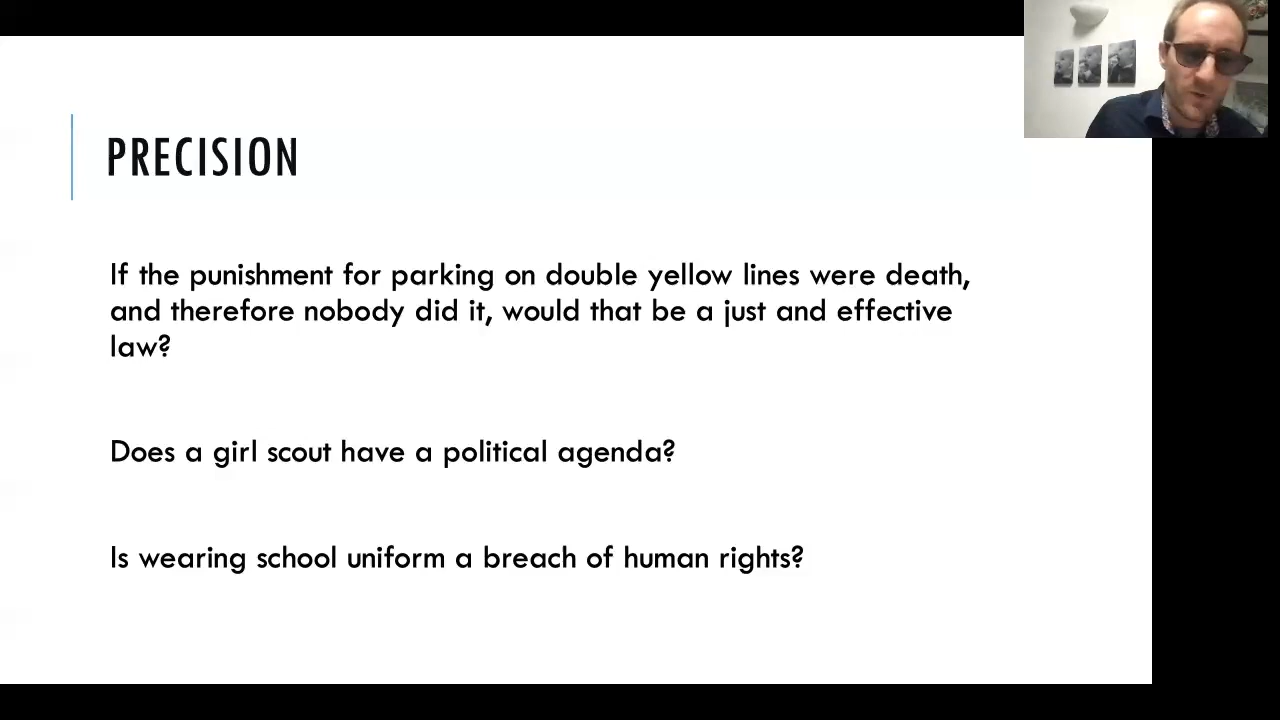 PRECISION
If the punishment for parking on double yellow lines were death,
and therefore nobody did it, would that be a just and effective
law?
Does a girl scout have a political agenda?
Is wearing school uniform a breach of human rights?